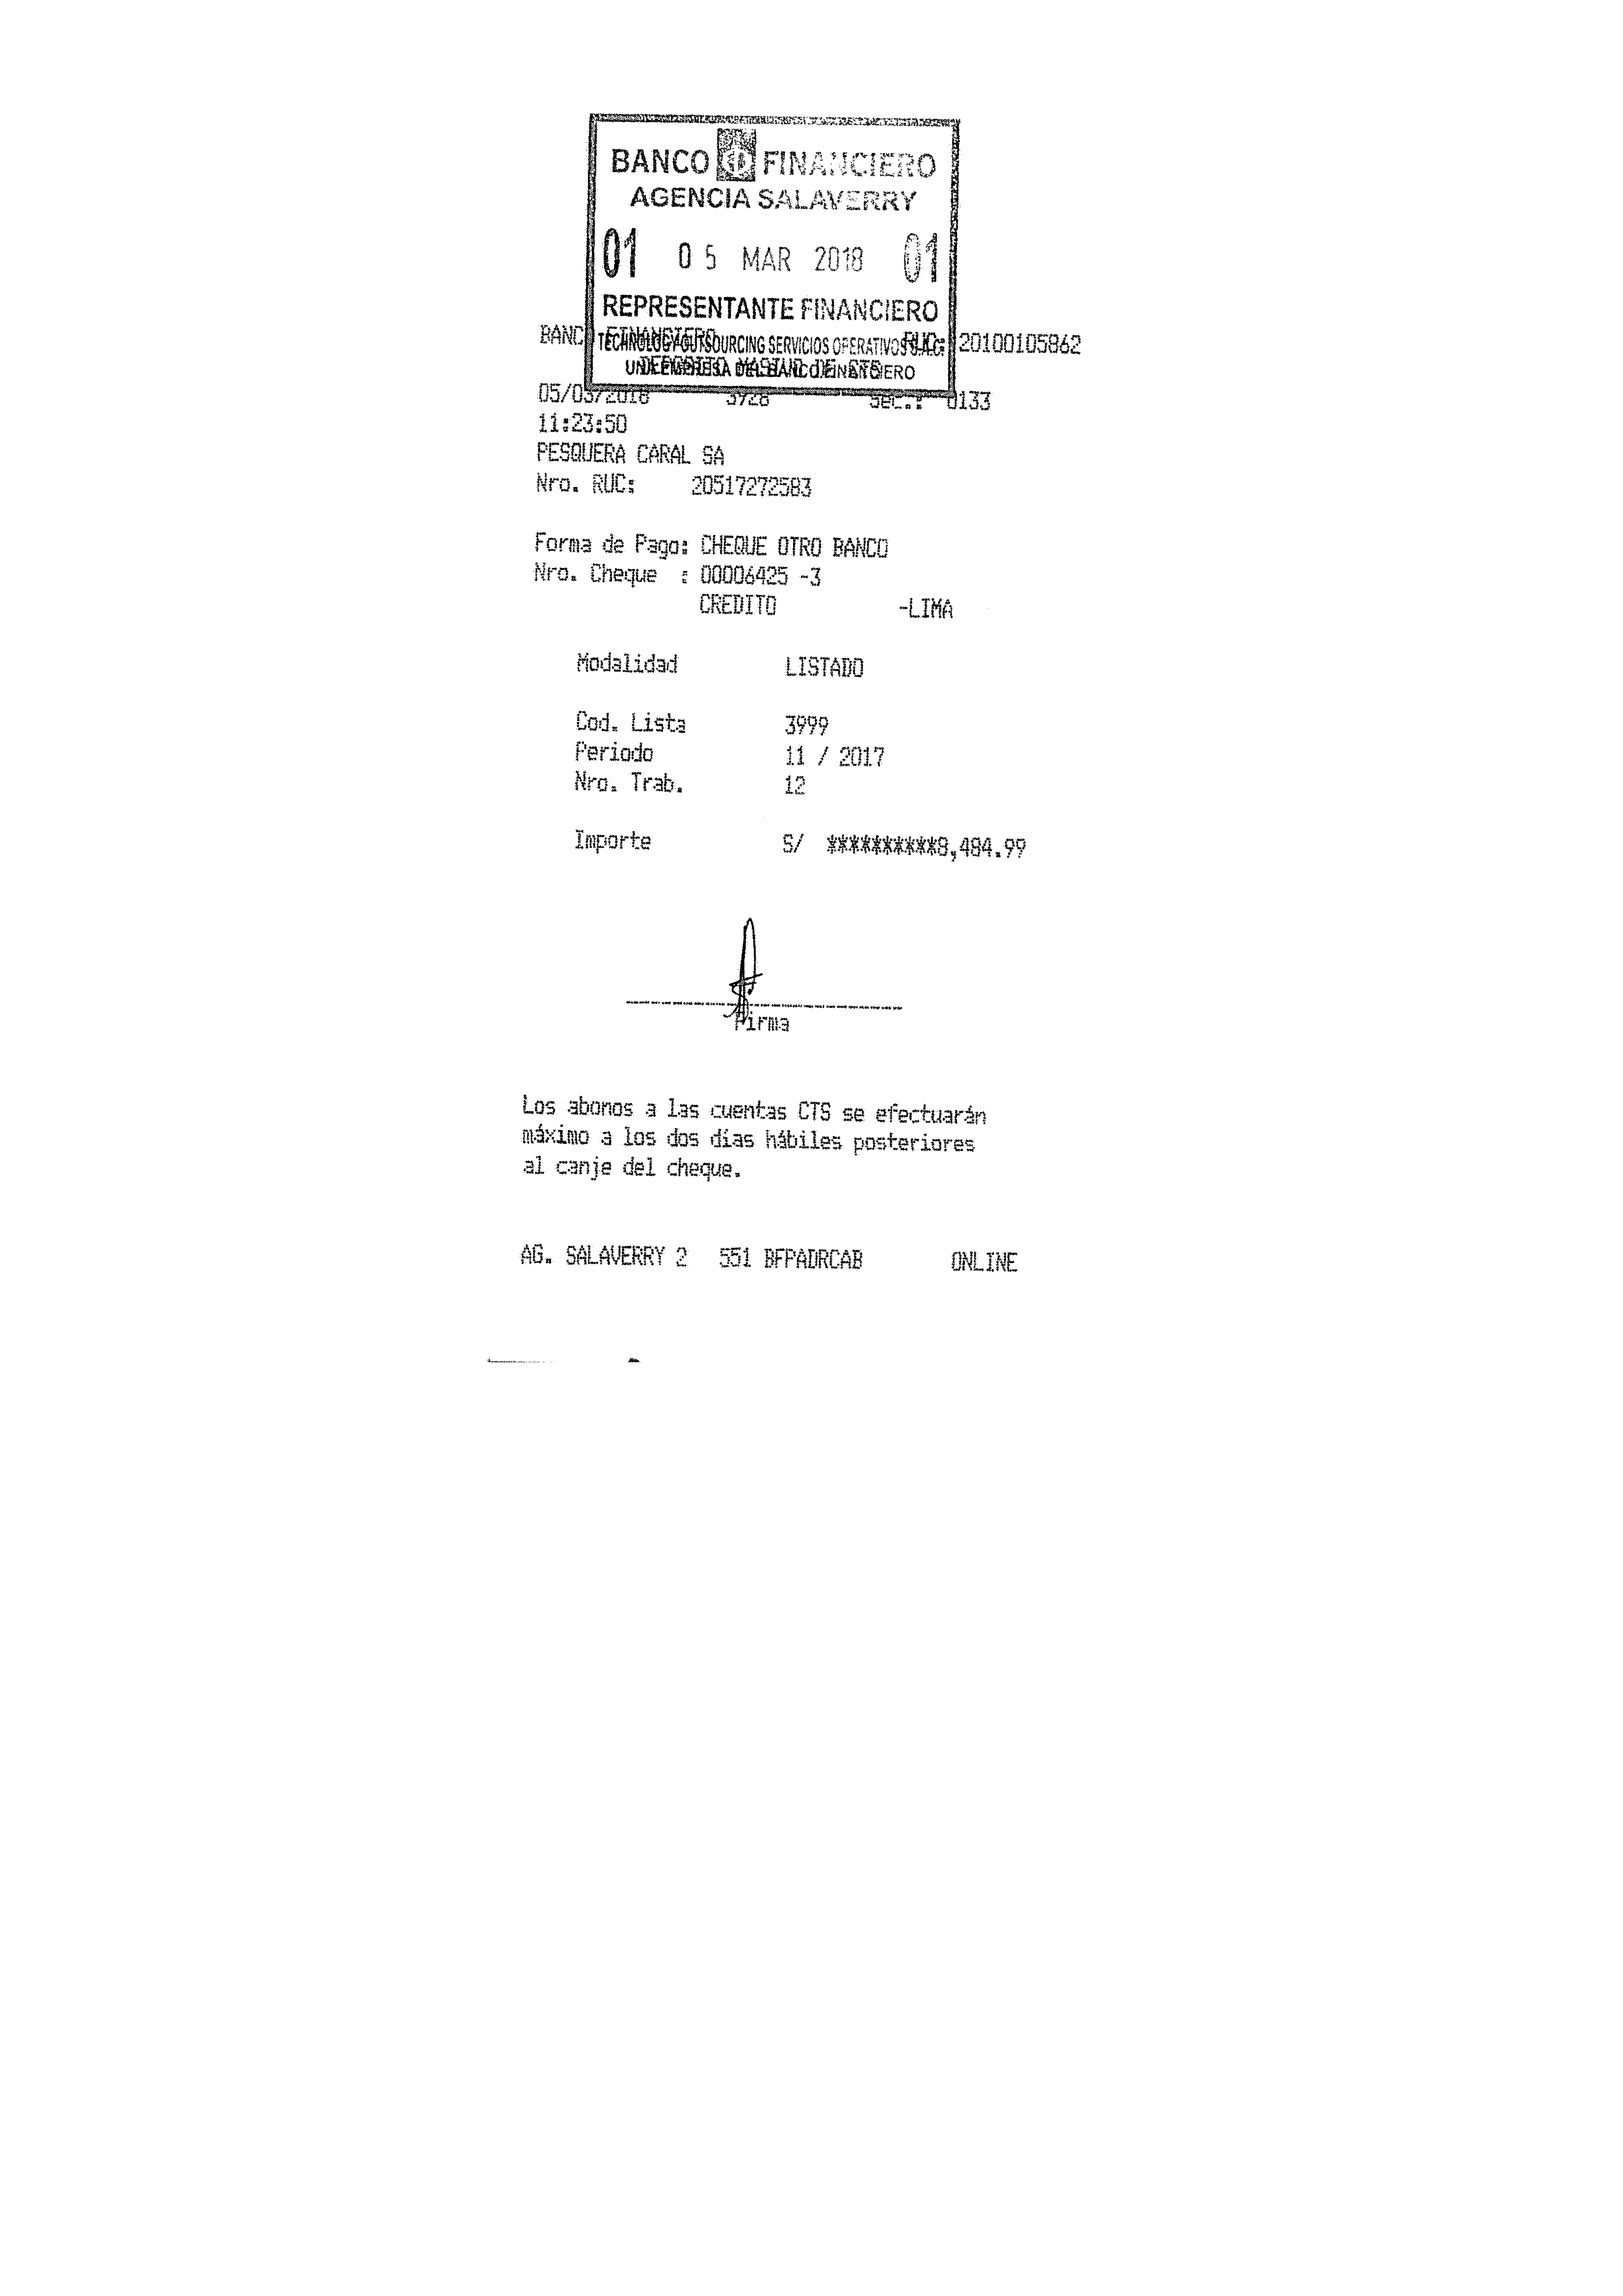 BANCO FINANCIERO
AGENCIA SALAVERRY
01 05 MAR 2018 01
REPRESENTANTE FINANCIERO
BANCO FINANCIERO RUC: 20100105862
TECHNOLOGY OUTSOURCING SERVICIOS OPERATIVOS S.A.C.
DEPOSITO MASIVO DE CTS
UNA EMPRESA DEL BANCO FINANCIERO
05/03/2018 3728 Sec.: 0133
11:23:50
PESQUERA CARAL SA
Nro. RUC: 20517272583
Forma de Pago: CHEQUE OTRO BANCO
Nro. Cheque : 00006425 -3
CREDITO -LIMA
Modalidad LISTADO
Cod. Lista 3999
Periodo 11 / 2017
Nro. Trab. 12
Importe S/ **********8,484.99
Firma
Los abonos a las cuentas CTS se efectuarán
máximo a los dos días hábiles posteriores
al canje del cheque.
AG. SALAVERRY 2 551 BFPADRCAB ONLINE